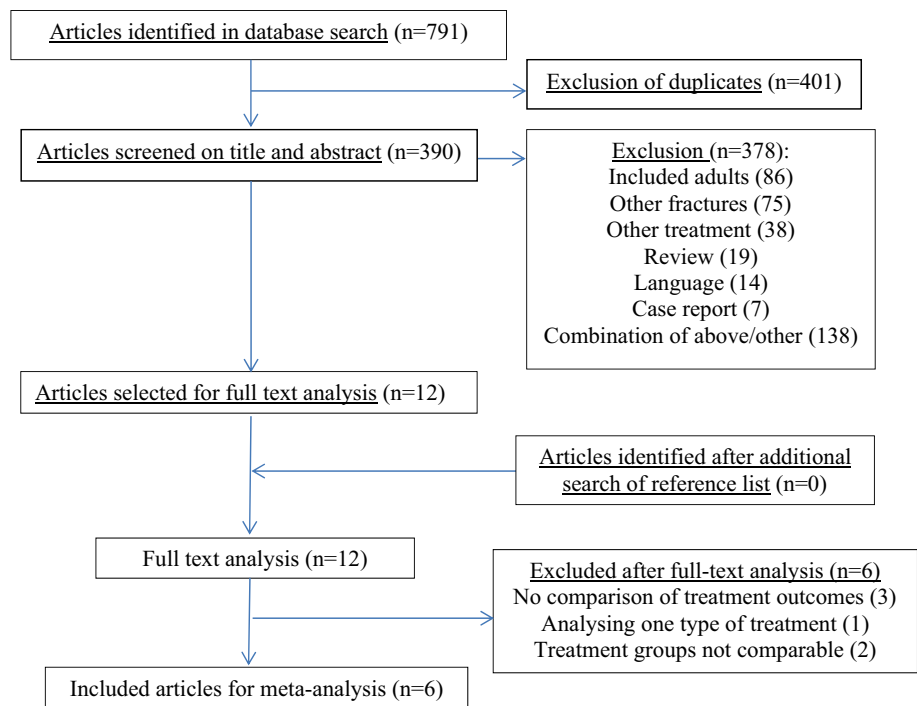 Articles identified in database search (n=791)
Exclusion of duplicates (n=401)
Articles screened on title and abstract (n=390)
Exclusion (n=378):
Included adults (86)
Other fractures (75)
Other treatment (38)
Review (19)
Language (14)
Case report (7)
Combination of above/other (138)
Articles selected for full text analysis (n=12)
Articles identified after additional
search of reference list (n=0)
Full text analysis (n=12)
Excluded after full-text analysis (n=6)
No comparison of treatment outcomes (3)
Analysing one type of treatment (1)
Treatment groups not comparable (2)
Included articles for meta-analysis (n=6)